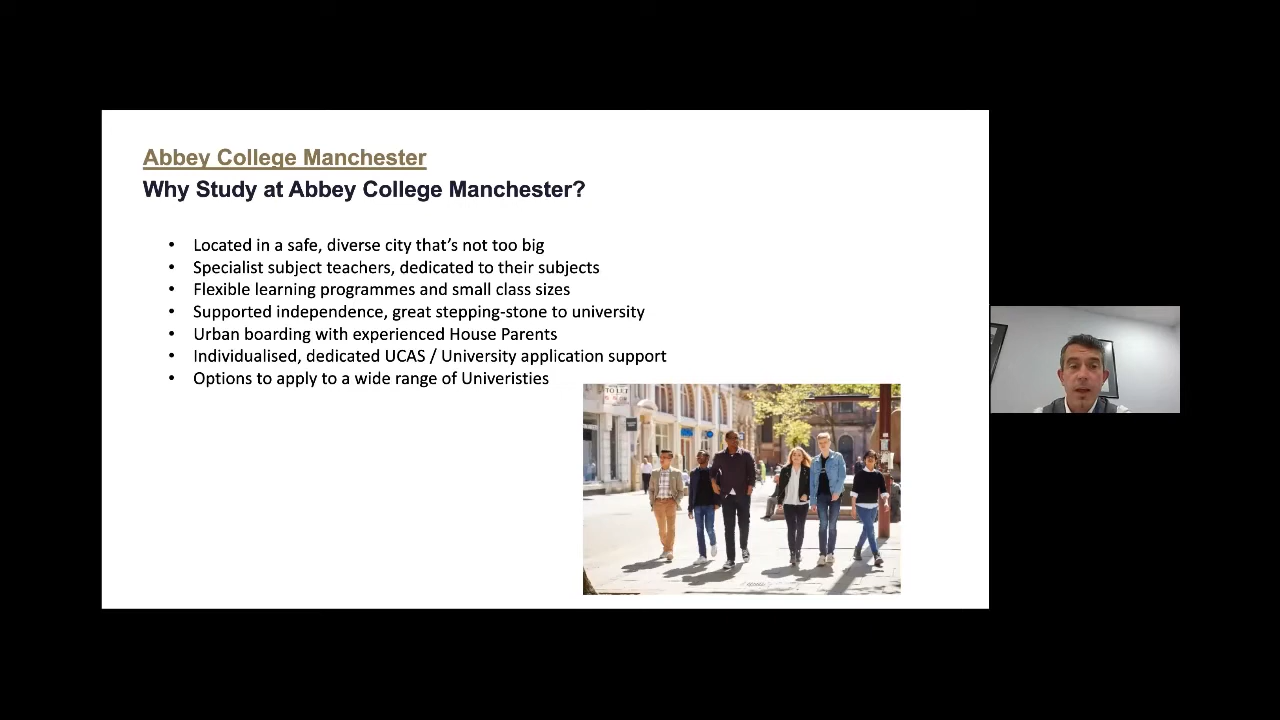 Abbey College Manchester
Why Study at Abbey College Manchester?
• Located in a safe, diverse city that’s not too big
• Specialist subject teachers, dedicated to their subjects
• Flexible learning programmes and small class sizes
• Supported independence, great stepping-stone to university
• Urban boarding with experienced House Parents
• Individualised, dedicated UCAS / University application support
• Options to apply to a wide range of Univeristies
TO LET